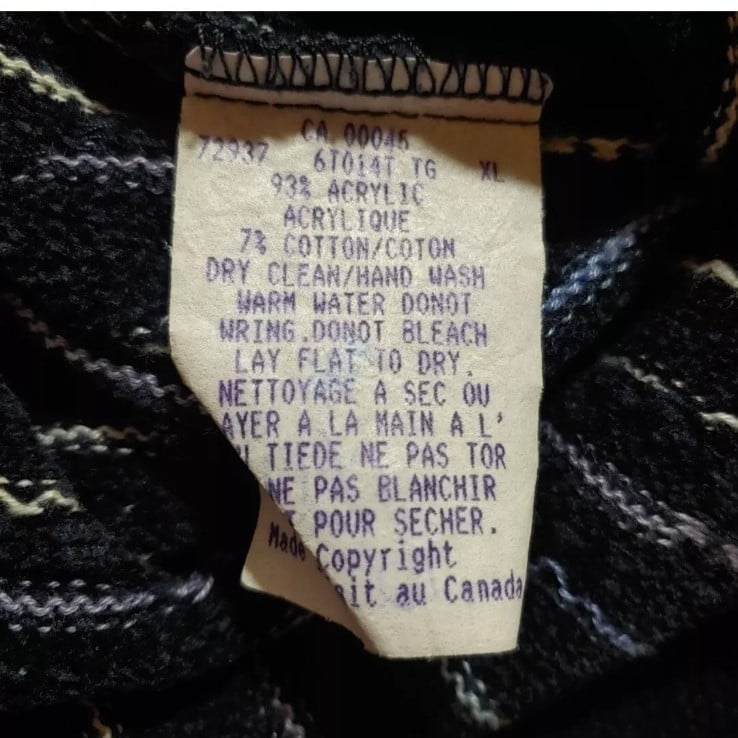 CA 00045
72937 6T014T TG XL
93% ACRYLIC
ACRYLIQUE
7% COTTON/COTON
DRY CLEAN/HAND WASH
WARM WATER DONOT
WRING.DONOT BLEACH
LAY FLAT TO DRY.
NETTOYAGE A SEC OU
AYER A LA MAIN A L'
TIEDE NE PAS TOR
NE PAS BLANCHIR
POUR SECHER.
Made Copyright
ait au Canada